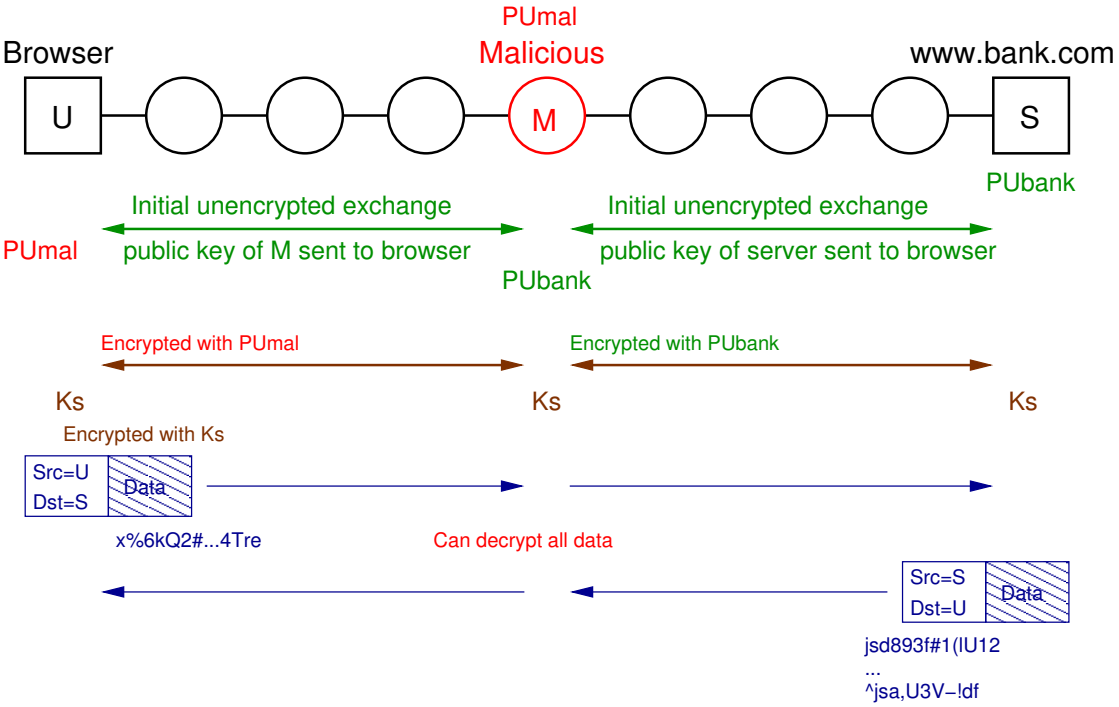 PUmal
Browser
Malicious
www.bank.com
U
M
S
PUbank
Initial unencrypted exchange
Initial unencrypted exchange
PUmal
public key of M sent to browser
public key of server sent to browser
PUbank
Encrypted with PUmal
Encrypted with PUbank
Ks
Ks
Ks
Encrypted with Ks
Src=U
Dst=S
Data
x%6kQ2#...4Tre
Can decrypt all data
Src=S
Dst=U
Data
jsd893f#1(lU12
...
^jsa,U3V−!df